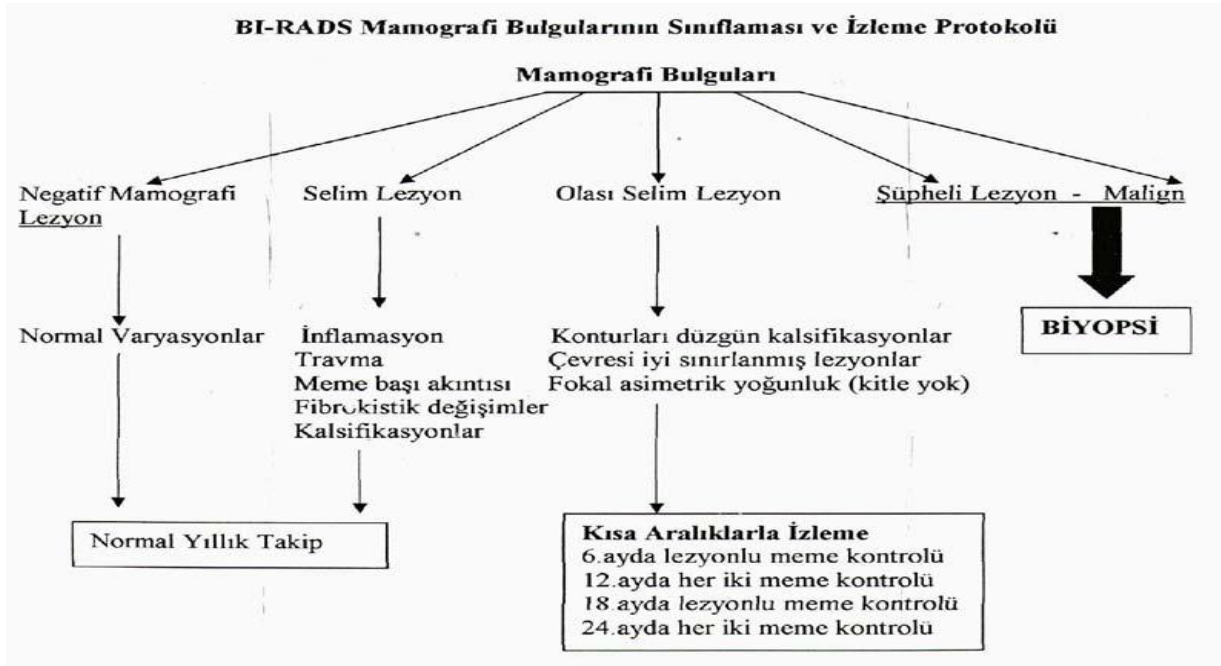 BI-RADS Mamografi Bulgularının Sınıflaması ve İzleme Protokolü
Mamografi Bulguları
Negatif Mamografi
Lezyon
Selim Lezyon
Olası Selim Lezyon
Şüpheli Lezyon - Malign
Normal Varyasyonlar
İnflamasyon
Travma
Meme başı akıntısı
Fibrokistik değişimler
Kalsifikasyonlar
Konturları düzgün kalsifikasyonlar
Çevresi iyi sınırlanmış lezyonlar
Fokal asimetrik yoğunluk (kitle yok)
BİYOPSİ
Normal Yıllık Takip
Kısa Aralıklarla İzleme
6.ayda lezyonlu meme kontrolü
12.ayda her iki meme kontrolü
18.ayda lezyonlu meme kontrolü
24.ayda her iki meme kontrolü